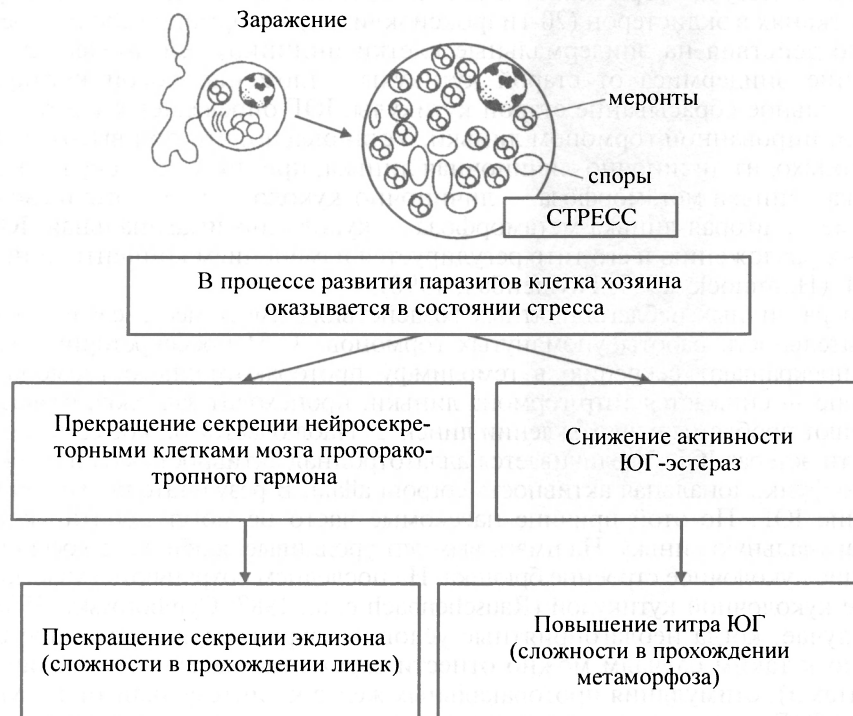 Заражение
меронты
споры
СТРЕСС
В процессе развития паразитов клетка хозяина
оказывается в состоянии стресса
Прекращение секреции нейросекре-
торными клетками мозга проторако-
тропного гармона
Снижение активности
ЮГ-эстераз
Прекращение секреции экдизона
(сложности в прохождении линек)
Повышение титра ЮГ
(сложности в прохождении
метаморфоза)